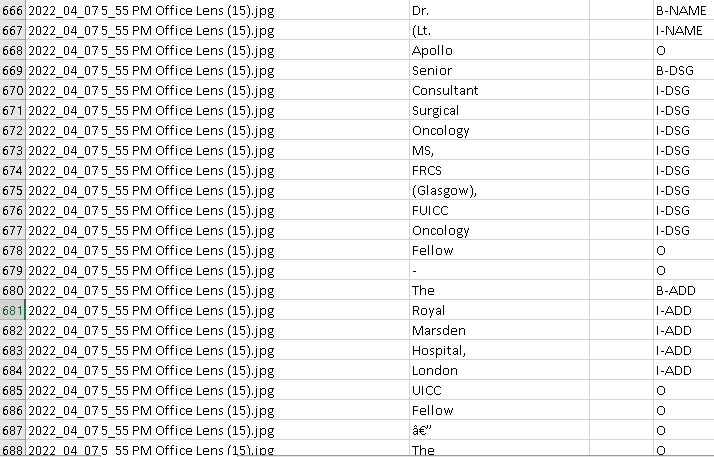 666 2022_04_07 5_55 PM Office Lens (15).jpg Dr. B-NAME
667 2022_04_07 5_55 PM Office Lens (15).jpg (Lt. I-NAME
668 2022_04_07 5_55 PM Office Lens (15).jpg Apollo O
669 2022_04_07 5_55 PM Office Lens (15).jpg Senior B-DSG
670 2022_04_07 5_55 PM Office Lens (15).jpg Consultant I-DSG
671 2022_04_07 5_55 PM Office Lens (15).jpg Surgical I-DSG
672 2022_04_07 5_55 PM Office Lens (15).jpg Oncology I-DSG
673 2022_04_07 5_55 PM Office Lens (15).jpg MS, I-DSG
674 2022_04_07 5_55 PM Office Lens (15).jpg FRCS I-DSG
675 2022_04_07 5_55 PM Office Lens (15).jpg (Glasgow), I-DSG
676 2022_04_07 5_55 PM Office Lens (15).jpg FUICC I-DSG
677 2022_04_07 5_55 PM Office Lens (15).jpg Oncology I-DSG
678 2022_04_07 5_55 PM Office Lens (15).jpg Fellow O
679 2022_04_07 5_55 PM Office Lens (15).jpg - O
680 2022_04_07 5_55 PM Office Lens (15).jpg The B-ADD
681 2022_04_07 5_55 PM Office Lens (15).jpg Royal I-ADD
682 2022_04_07 5_55 PM Office Lens (15).jpg Marsden I-ADD
683 2022_04_07 5_55 PM Office Lens (15).jpg Hospital, I-ADD
684 2022_04_07 5_55 PM Office Lens (15).jpg London I-ADD
685 2022_04_07 5_55 PM Office Lens (15).jpg UICC O
686 2022_04_07 5_55 PM Office Lens (15).jpg Fellow O
687 2022_04_07 5_55 PM Office Lens (15).jpg â€” O
688 2022_04_07 5_55 PM Office Lens (15).jpg The O